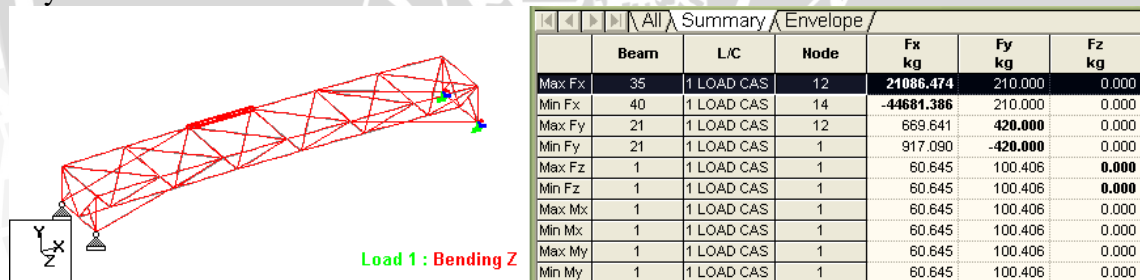 All Summary Envelope
Beam L/C Node Fx kg Fy kg Fz kg
Max Fx 35 1 LOAD CAS 12 21086.474 210.000 0.000
Min Fx 40 1 LOAD CAS 14 -44681.386 210.000 0.000
Max Fy 21 1 LOAD CAS 12 669.641 420.000 0.000
Min Fy 21 1 LOAD CAS 1 917.090 -420.000 0.000
Max Fz 1 1 LOAD CAS 1 60.645 100.406 0.000
Min Fz 1 1 LOAD CAS 1 60.645 100.406 0.000
Max Mx 1 1 LOAD CAS 1 60.645 100.406 0.000
Min Mx 1 1 LOAD CAS 1 60.645 100.406 0.000
Max My 1 1 LOAD CAS 1 60.645 100.406 0.000
Min My 1 1 LOAD CAS 1 60.645 100.406 0.000
Y
X
Z
Load 1 : Bending Z